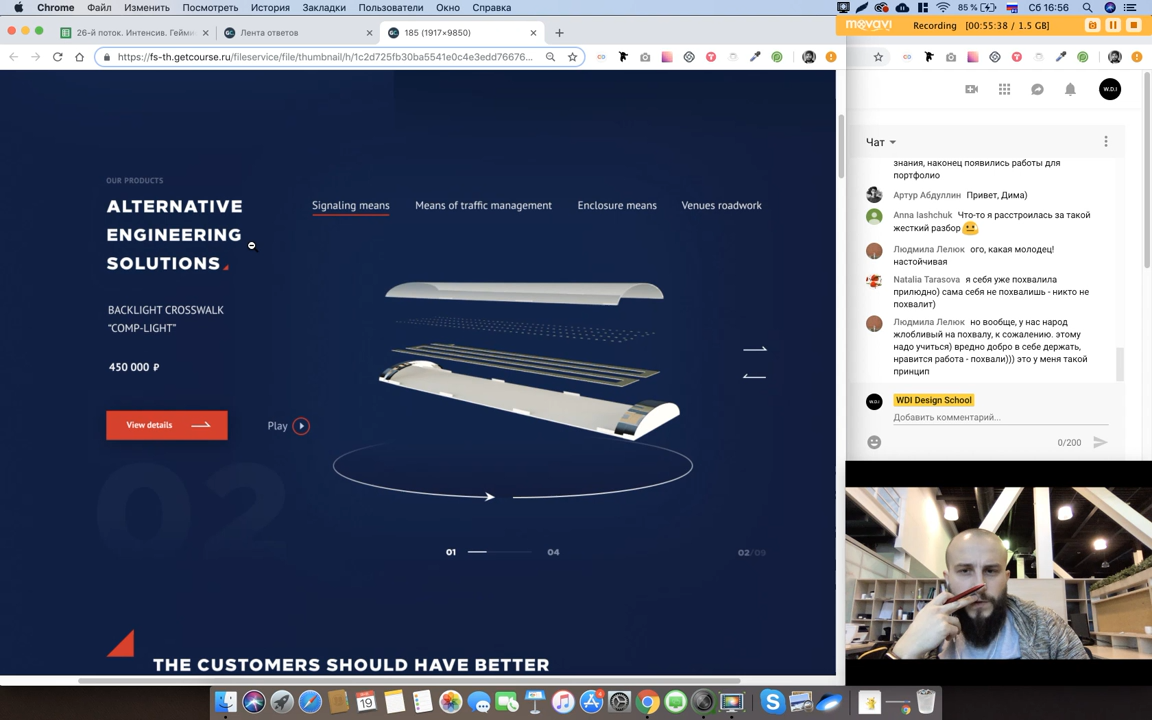 Chrome Файл Изменить Посмотреть История Закладки Пользователи Окно Справка
85 % Сб 16:56
movavi Recording [00:55:38 / 1.5 GB]
26-й поток. Интенсив. Гейми
Лента ответов
185 (1917×9850)
https://fs-th.getcourse.ru/fileservice/file/thumbnail/h/1c2d725fb30ba5541e0c4e3edd76676...
OUR PRODUCTS
ALTERNATIVE
ENGINEERING
SOLUTIONS
Signaling means Means of traffic management Enclosure means Venues roadwork
BACKLIGHT CROSSWALK
"COMP-LIGHT"
450 000 ₽
View details
Play
02
01 04
02/09
THE CUSTOMERS SHOULD HAVE BETTER
W.D.I
Чат
знания, наконец появились работы для
портфолио
Артур Абдуллин Привет, Дима)
Anna Iashchuk Что-то я расстроилась за такой
жесткий разбор
Людмила Лелюк ого, какая молодец!
настойчивая
Natalia Tarasova я себя уже похвалила
прилюдно) сама себя не похвалишь - никто не
похвалит)
Людмила Лелюк но вообще, у нас народ
жлобливый на похвалу, к сожалению. этому
надо учиться) вредно добро в себе держать,
нравится работа - похвали))) это у меня такой
принцип
W.D.I
WDI Design School
Добавить комментарий...
0/200
19